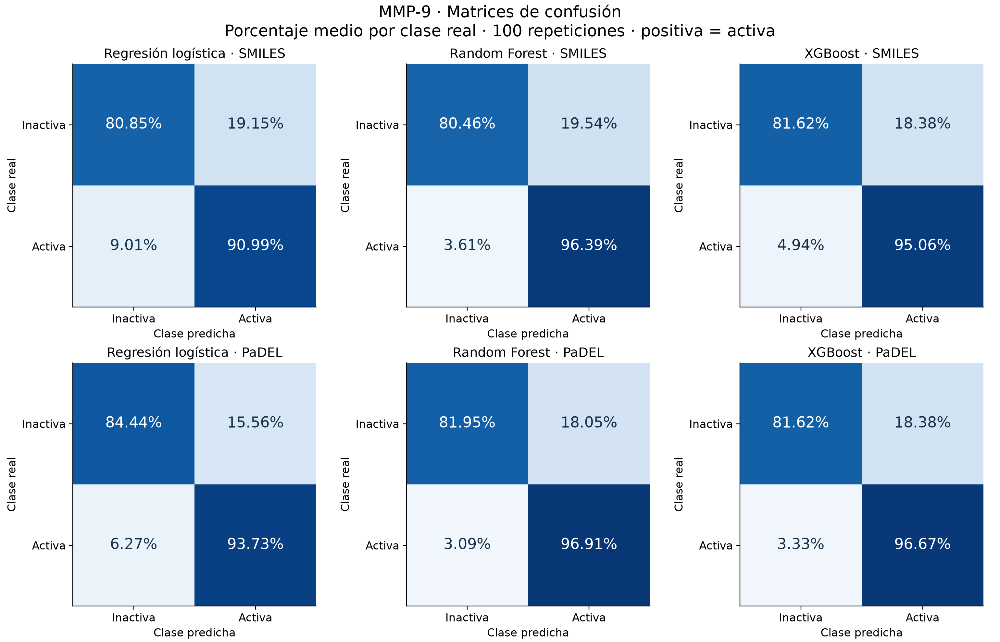 MMP-9 · Matrices de confusión
Porcentaje medio por clase real · 100 repeticiones · positiva = activa
Regresión logística · SMILES
Clase real
Inactiva
80.85%
19.15%
Activa
9.01%
90.99%
Inactiva
Activa
Clase predicha
Random Forest · SMILES
Clase real
Inactiva
80.46%
19.54%
Activa
3.61%
96.39%
Inactiva
Activa
Clase predicha
XGBoost · SMILES
Clase real
Inactiva
81.62%
18.38%
Activa
4.94%
95.06%
Inactiva
Activa
Clase predicha
Regresión logística · PaDEL
Clase real
Inactiva
84.44%
15.56%
Activa
6.27%
93.73%
Inactiva
Activa
Clase predicha
Random Forest · PaDEL
Clase real
Inactiva
81.95%
18.05%
Activa
3.09%
96.91%
Inactiva
Activa
Clase predicha
XGBoost · PaDEL
Clase real
Inactiva
81.62%
18.38%
Activa
3.33%
96.67%
Inactiva
Activa
Clase predicha